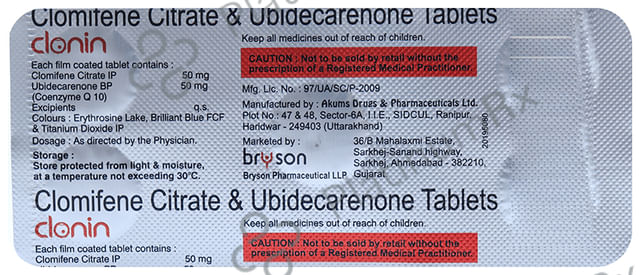 Clomifene Citrate & Ubidecarenone Tablets
clonin
Keep all medicines out of reach of children.
Each film coated tablet contains :
Clomifene Citrate IP 50 mg
Ubidecarenone BP 50 mg
(Coenzyme Q 10)
Excipients q.s.
Colours : Erythrosine Lake, Brilliant Blue FCF
& Titanium Dioxide IP
Dosage : As directed by the Physician.
Storage :
Store protected from light & moisture,
at a temperature not exceeding 30°C.
CAUTION : Not to be sold by retail without the
prescription of a Registered Medical Practitioner.
Mfg. Lic. No. : 97/UA/SC/P-2009
Manufactured by : Akums Drugs & Pharmaceuticals Ltd.
Plot No.: 47 & 48, Sector-6A, I.I.E., SIDCUL, Ranipur,
Haridwar - 249403 (Uttarakhand)
Marketed by :
bryson
Bryson Pharmaceutical LLP
36/B Mahalaxmi Estate,
Sarkhej-Sanand highway,
Sarkhej, Ahmedabad - 382210,
Gujarat.
20195080
Clomifene Citrate & Ubidecarenone Tablets
clonin
Keep all medicines out of reach of children.
Each film coated tablet contains :
Clomifene Citrate IP 50 mg
CAUTION : Not to be sold by retail without the
prescription of a Registered Medical Practitioner.